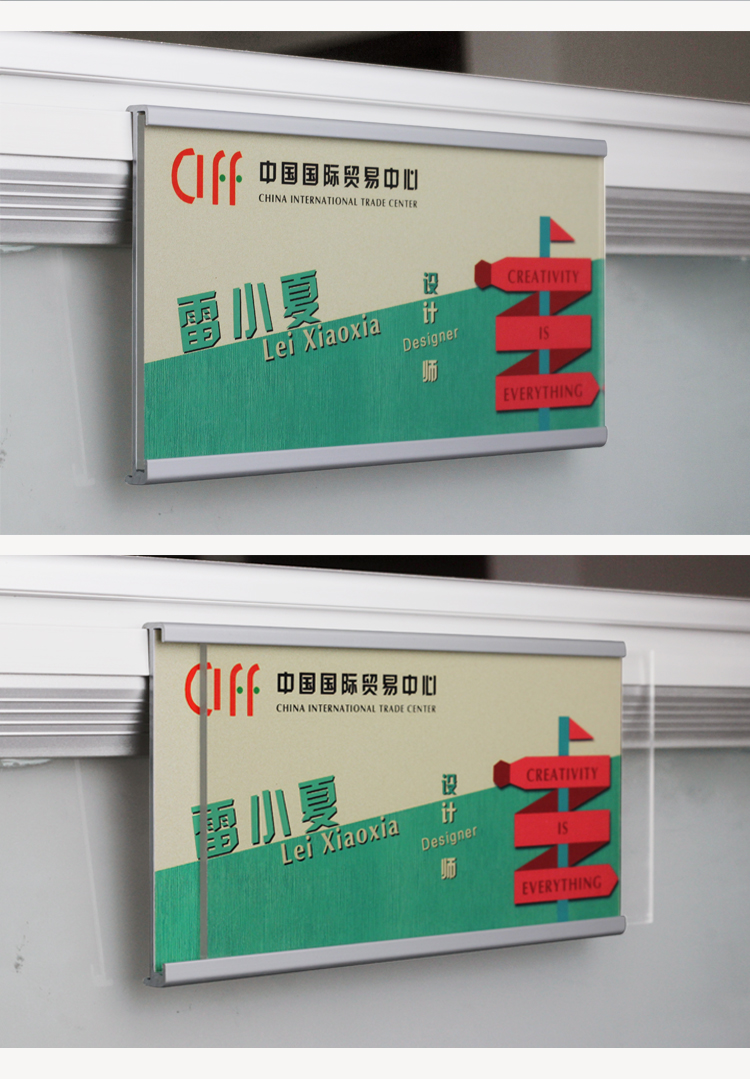 CIFF 中国国际贸易中心
CHINA INTERNATIONAL TRADE CENTER
雷小夏
Lei Xiaoxia
设计师
Designer
CREATIVITY
IS
EVERYTHING
CIFF 中国国际贸易中心
CHINA INTERNATIONAL TRADE CENTER
雷小夏
Lei Xiaoxia
设计师
Designer
CREATIVITY
IS
EVERYTHING